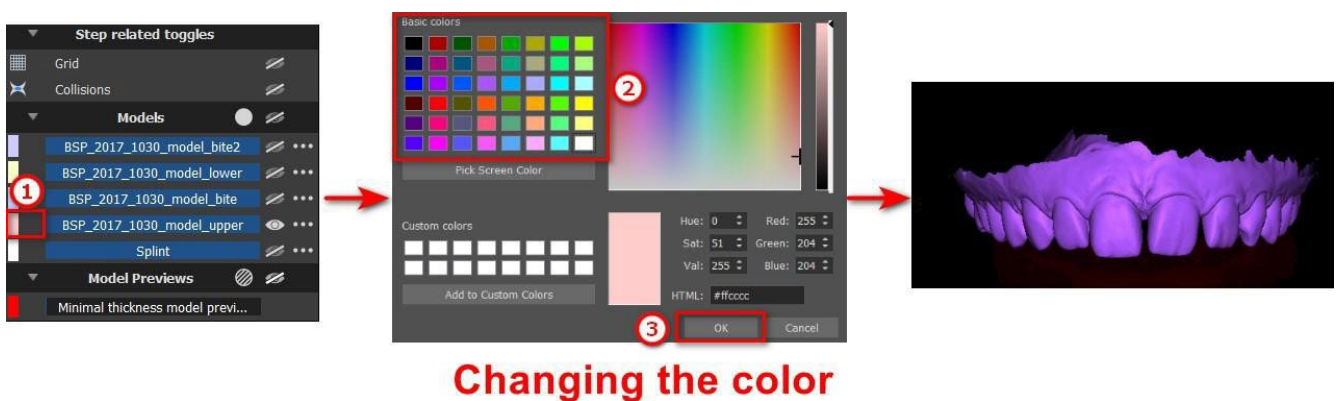 Step related toggles
Grid
Collisions
Models
BSP_2017_1030_model_bite2
BSP_2017_1030_model_lower
BSP_2017_1030_model_bite
1
BSP_2017_1030_model_upper
Splint
Model Previews
Minimal thickness model previ...
Basic colors
2
Pick Screen Color
Custom colors
Add to Custom Colors
Hue: 0 Red: 255
Sat: 51 Green: 204
Val: 255 Blue: 204
HTML: #ffcccc
3
OK Cancel
Changing the color